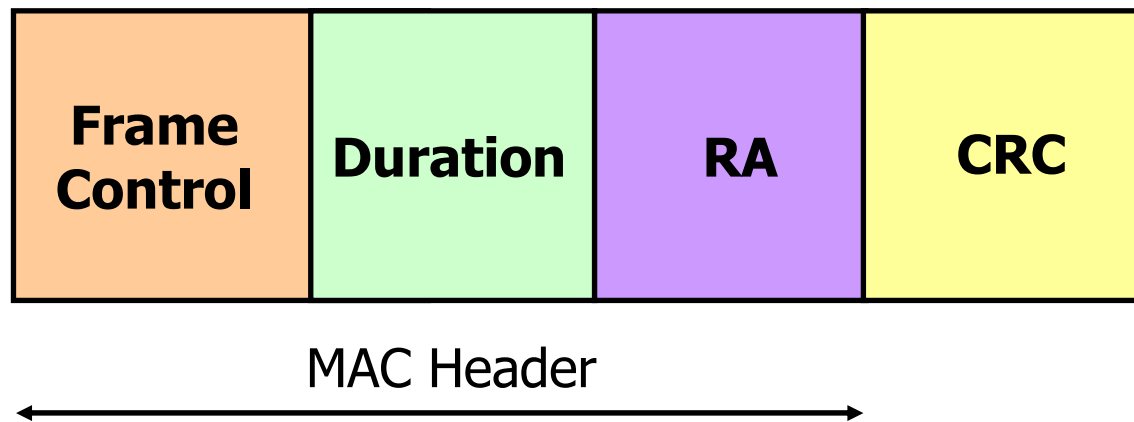 Frame
Control
Duration
RA
CRC
MAC Header